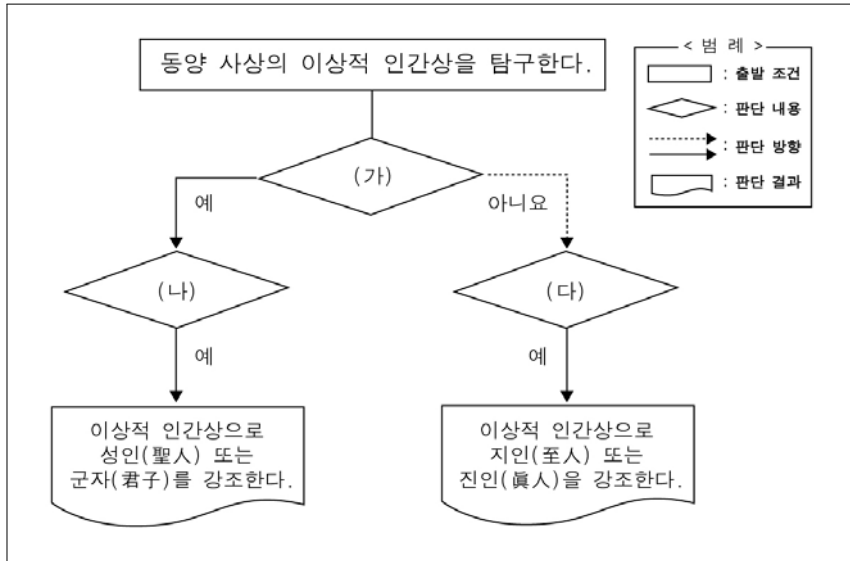 동양 사상의 이상적 인간상을 탐구한다.
< 범 례 >
: 출발 조건
: 판단 내용
: 판단 방향
: 판단 결과
(가)
예
아니요
(나)
(다)
예
예
이상적 인간상으로
성인(聖人) 또는
군자(君子)를 강조한다.
이상적 인간상으로
지인(至人) 또는
진인(眞人)을 강조한다.